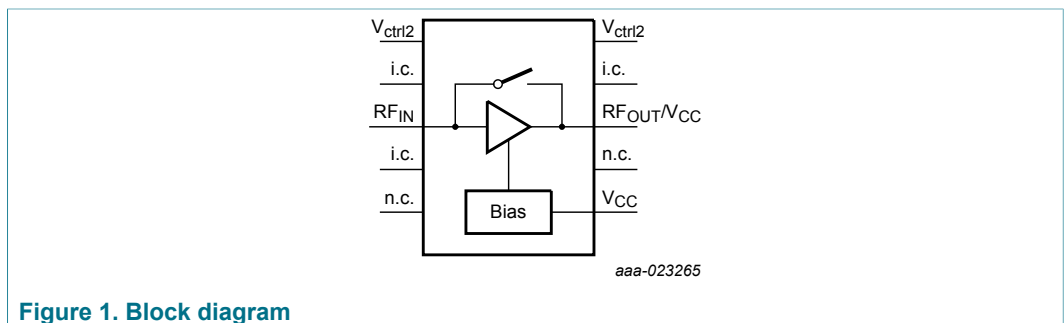 Vctrl2 Vctrl2
i.c. i.c.
RFIN RFOUT/VCC
i.c. n.c.
n.c. Bias VCC
aaa-023265
Figure 1. Block diagram